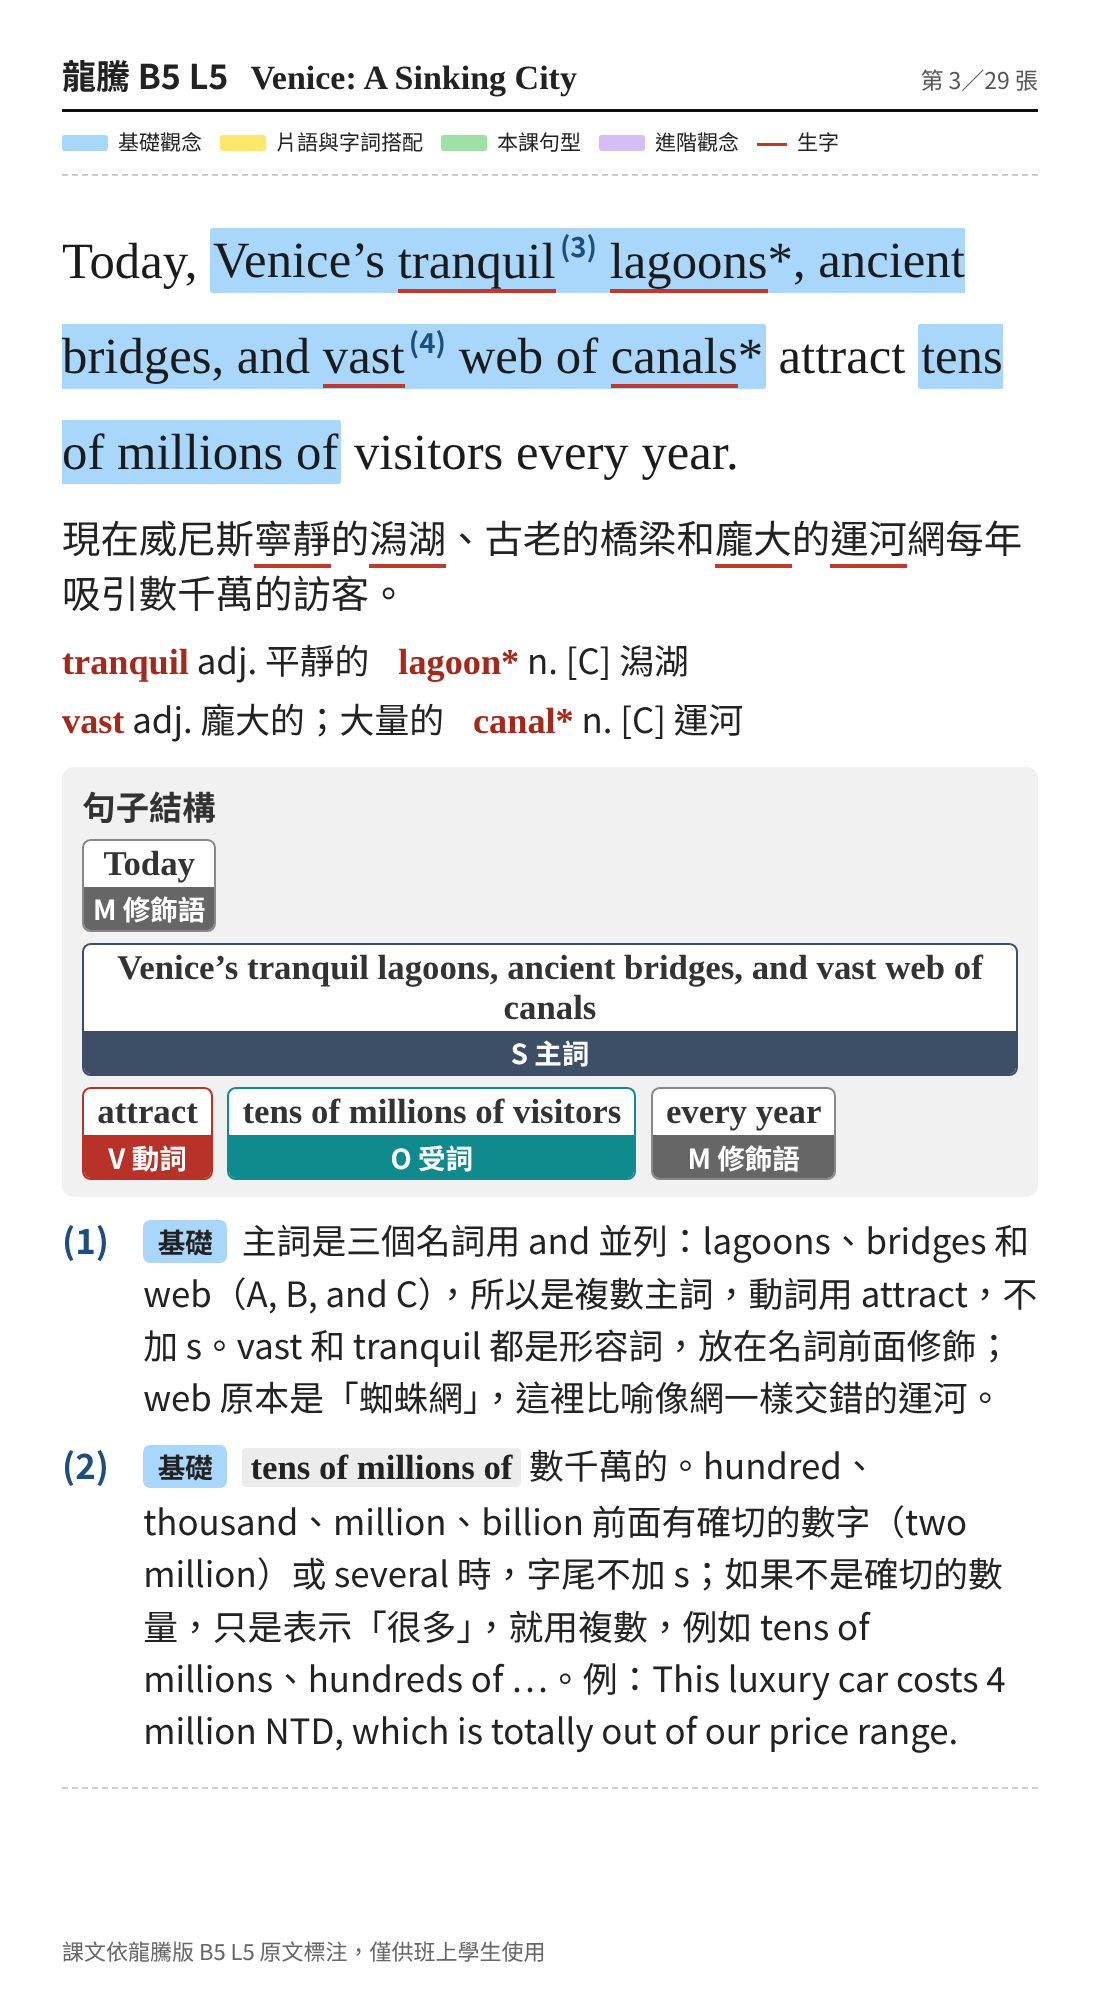 龍騰 B5 L5 Venice: A Sinking City 第 3／29 張
基礎觀念 片語與字詞搭配 本課句型 進階觀念 生字
Today, Venice’s tranquil(3) lagoons*, ancient
bridges, and vast(4) web of canals* attract tens
of millions of visitors every year.
現在威尼斯寧靜的潟湖、古老的橋梁和龐大的運河網每年
吸引數千萬的訪客。
tranquil adj. 平靜的 lagoon* n. [C] 潟湖
vast adj. 龐大的；大量的 canal* n. [C] 運河
句子結構
Today
M 修飾語
Venice’s tranquil lagoons, ancient bridges, and vast web of
canals
S 主詞
attract tens of millions of visitors every year
V 動詞 O 受詞 M 修飾語
(1) 基礎 主詞是三個名詞用 and 並列：lagoons、bridges 和
web（A, B, and C），所以是複數主詞，動詞用 attract，不
加 s。vast 和 tranquil 都是形容詞，放在名詞前面修飾；
web 原本是「蜘蛛網」，這裡比喻像網一樣交錯的運河。
(2) 基礎 tens of millions of 數千萬的。hundred、
thousand、million、billion 前面有確切的數字（two
million）或 several 時，字尾不加 s；如果不是確切的數
量，只是表示「很多」，就用複數，例如 tens of
millions、hundreds of …。例：This luxury car costs 4
million NTD, which is totally out of our price range.
課文依龍騰版 B5 L5 原文標注，僅供班上學生使用